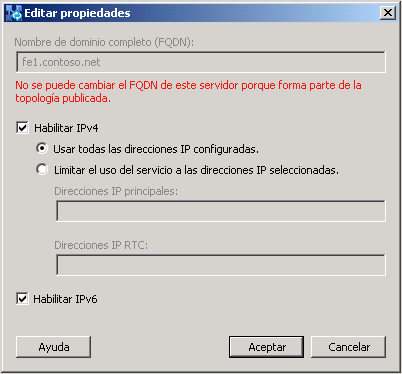 Editar propiedades
Nombre de dominio completo (FQDN):
fe1.contoso.net
No se puede cambiar el FQDN de este servidor porque forma parte de la
topología publicada.
Habilitar IPv4
Usar todas las direcciones IP configuradas.
Limitar el uso del servicio a las direcciones IP seleccionadas.
Direcciones IP principales:
Direcciones IP RTC:
Habilitar IPv6
Ayuda
Aceptar
Cancelar